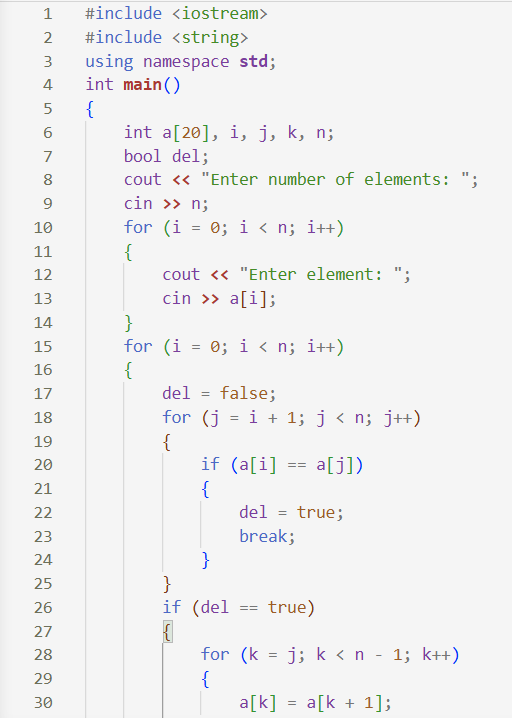 1 #include <iostream>
2 #include <string>
3 using namespace std;
4 int main()
5 {
6 int a[20], i, j, k, n;
7 bool del;
8 cout << "Enter number of elements: ";
9 cin >> n;
10 for (i = 0; i < n; i++)
11 {
12 cout << "Enter element: ";
13 cin >> a[i];
14 }
15 for (i = 0; i < n; i++)
16 {
17 del = false;
18 for (j = i + 1; j < n; j++)
19 {
20 if (a[i] == a[j])
21 {
22 del = true;
23 break;
24 }
25 }
26 if (del == true)
27 {
28 for (k = j; k < n - 1; k++)
29 {
30 a[k] = a[k + 1];